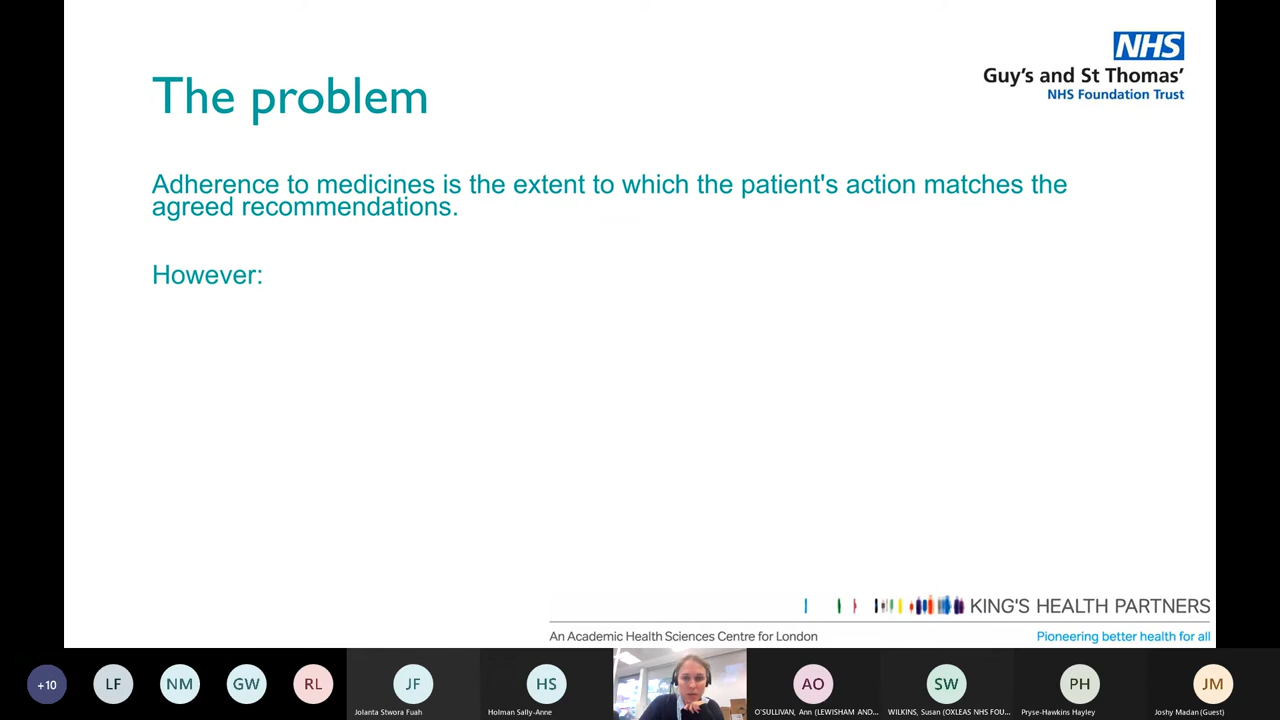 The problem
NHS
Guy's and St Thomas'
NHS Foundation Trust
Adherence to medicines is the extent to which the patient's action matches the
agreed recommendations.
However:
KING'S HEALTH PARTNERS
An Academic Health Sciences Centre for London
Pioneering better health for all
+10
LF
NM
GW
RL
JF
Jolanta Stwora Fuah
HS
Holman Sally-Anne
AO
O'SULLIVAN, Ann (LEWISHAM AND...
SW
WILKINS, Susan (OXLEAS NHS FOU...
PH
Pryse-Hawkins Hayley
JM
Joshy Madan (Guest)